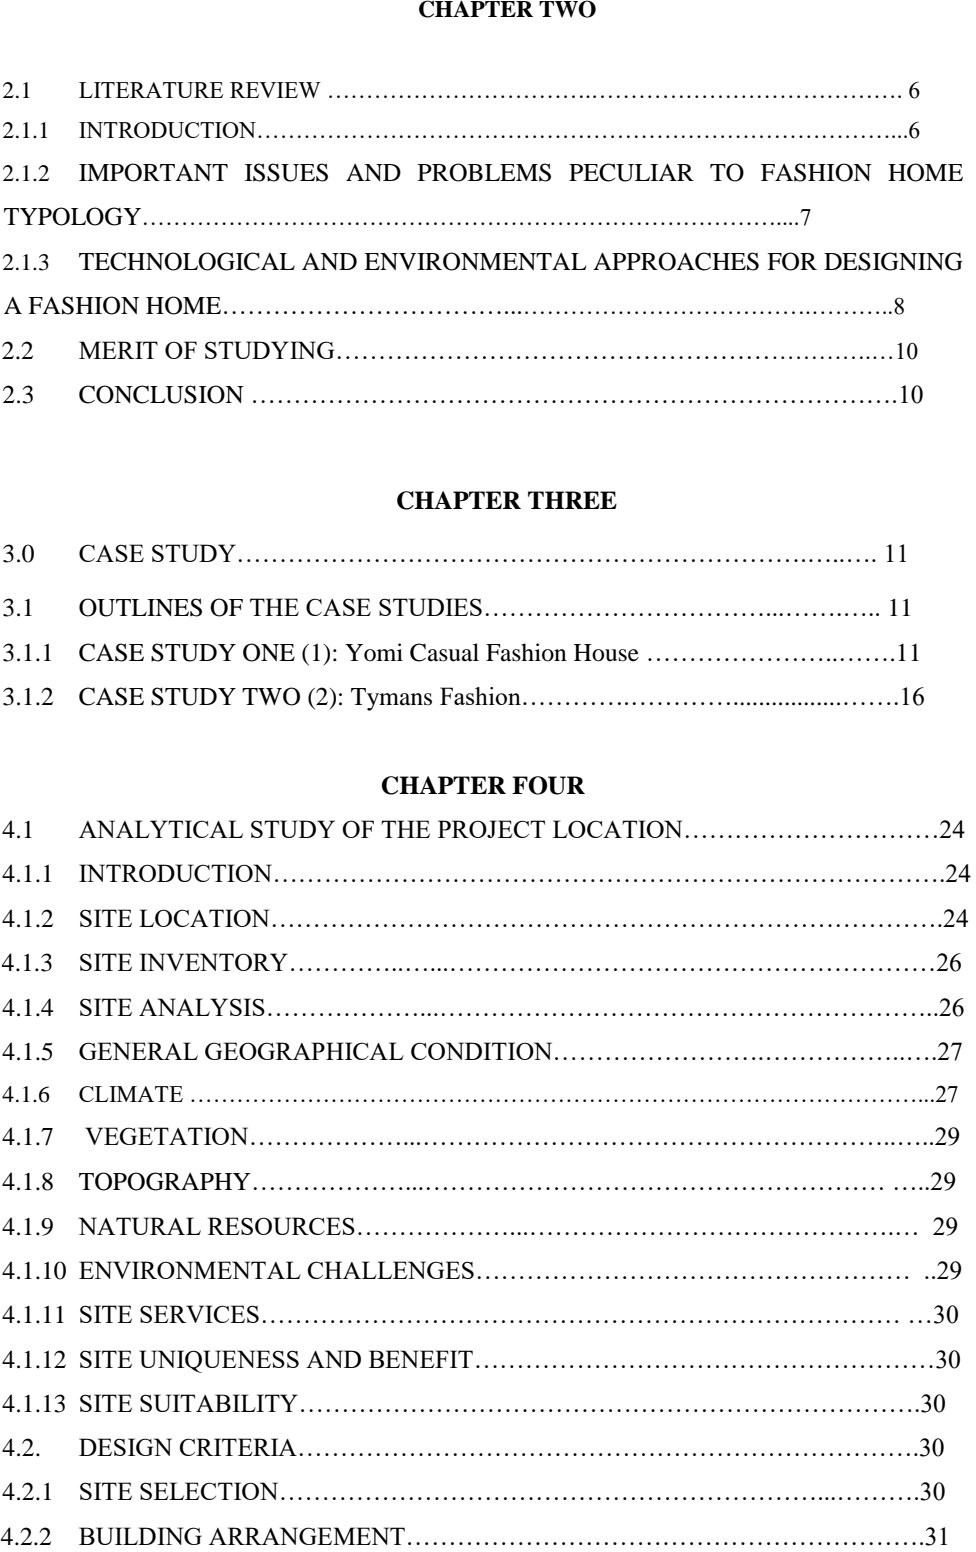 CHAPTER TWO
2.1 LITERATURE REVIEW …………………………….………………………………. 6
2.1.1 INTRODUCTION…………………………………………………………………...6
2.1.2 IMPORTANT ISSUES AND PROBLEMS PECULIAR TO FASHION HOME
TYPOLOGY…………………………………………………………………....7
2.1.3 TECHNOLOGICAL AND ENVIRONMENTAL APPROACHES FOR DESIGNING
A FASHION HOME……………………………...…………………………….………..8
2.2 MERIT OF STUDYING……………………………………………………….…10
2.3 CONCLUSION ……………………………………………………………….10
CHAPTER THREE
3.0 CASE STUDY…………………………………………………………..….. 11
3.1 OUTLINES OF THE CASE STUDIES…………………………...…….….. 11
3.1.1 CASE STUDY ONE (1): Yomi Casual Fashion House …………………..…….11
3.1.2 CASE STUDY TWO (2): Tymans Fashion………….…………..................…….16
CHAPTER FOUR
4.1 ANALYTICAL STUDY OF THE PROJECT LOCATION………………………24
4.1.1 INTRODUCTION………………………………………………………………….24
4.1.2 SITE LOCATION………………………………………………………………….24
4.1.3 SITE INVENTORY…………..…...………………………………………………26
4.1.4 SITE ANALYSIS………………...………………………………………………..26
4.1.5 GENERAL GEOGRAPHICAL CONDITION………………….…………..….27
4.1.6 CLIMATE …………………………………………………………………………...27
4.1.7 VEGETATION………………..……………………………………………..…..29
4.1.8 TOPOGRAPHY………………...…………………………………………… …..29
4.1.9 NATURAL RESOURCES………………...………………………………….… 29
4.1.10 ENVIRONMENTAL CHALLENGES………………………………………… ..29
4.1.11 SITE SERVICES……………………………………………………………… …30
4.1.12 SITE UNIQUENESS AND BENEFIT……………………………………………30
4.1.13 SITE SUITABILITY…………………………………………………………….30
4.2. DESIGN CRITERIA…………………………………………………………….30
4.2.1 SITE SELECTION……………………………………………………...……….30
4.2.2 BUILDING ARRANGEMENT………………………………………………….31